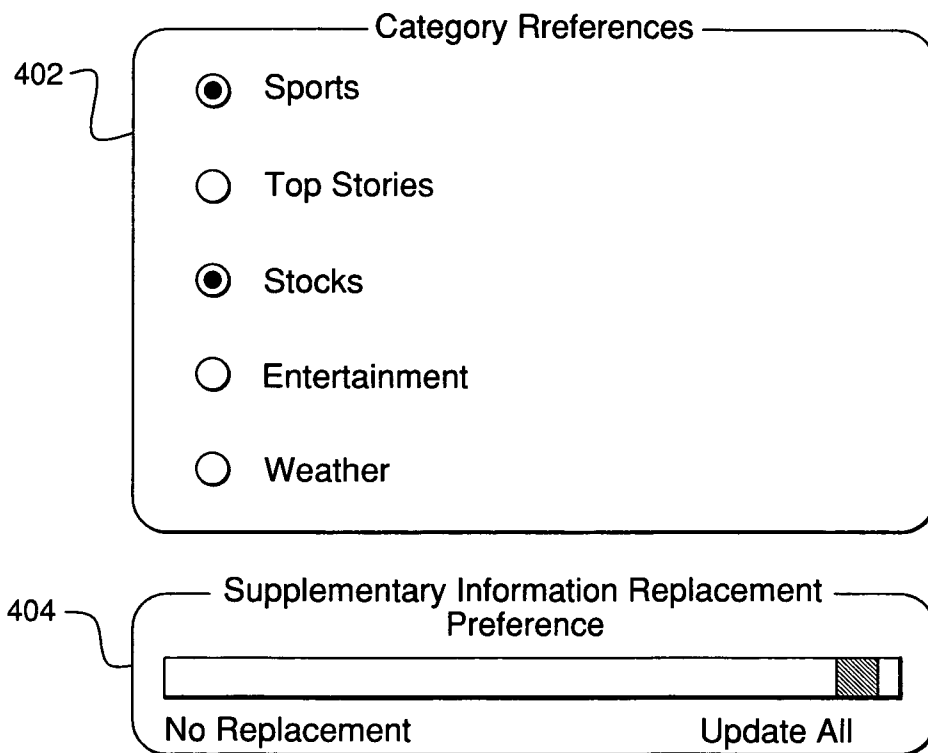 Category Rreferences
402
Sports
Top Stories
Stocks
Entertainment
Weather
404
Supplementary Information Replacement
Preference
No Replacement Update All